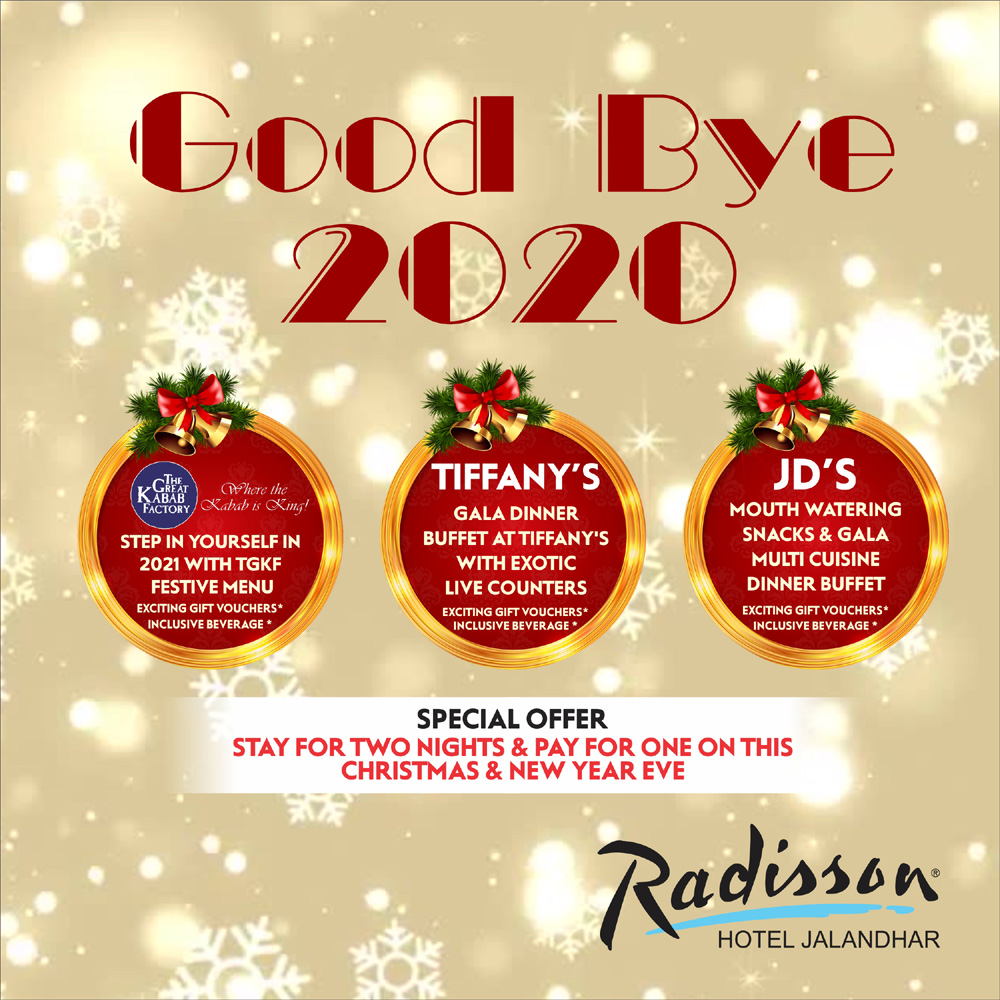 Good Bye
2020
THE
GREAT
KABAB
FACTORY
Where the
Kabab is King!
STEP IN YOURSELF IN
2021 WITH TGKF
FESTIVE MENU
EXCITING GIFT VOUCHERS*
INCLUSIVE BEVERAGE *
TIFFANY'S
GALA DINNER
BUFFET AT TIFFANY'S
WITH EXOTIC
LIVE COUNTERS
EXCITING GIFT VOUCHERS*
INCLUSIVE BEVERAGE *
JD'S
MOUTH WATERING
SNACKS & GALA
MULTI CUISINE
DINNER BUFFET
EXCITING GIFT VOUCHERS*
INCLUSIVE BEVERAGE *
SPECIAL OFFER
STAY FOR TWO NIGHTS & PAY FOR ONE ON THIS
CHRISTMAS & NEW YEAR EVE
Radisson®
HOTEL JALANDHAR